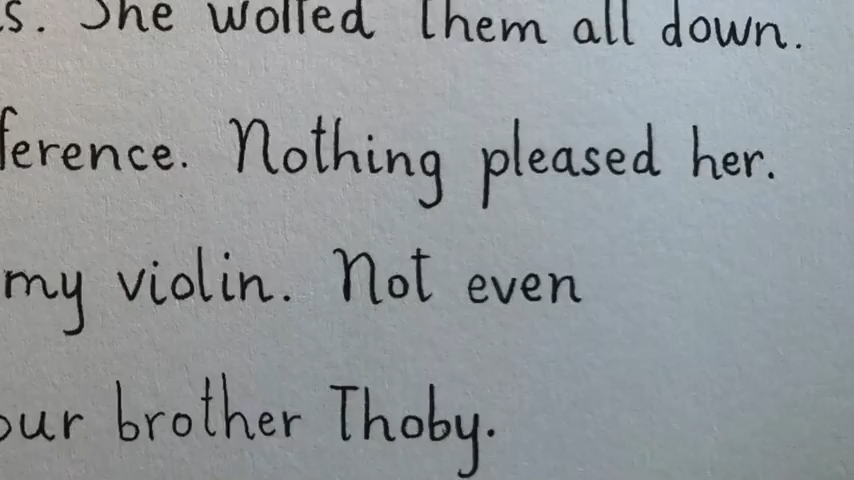 s. She wolfed them all down.
ference. Nothing pleased her.
my violin. Not even
our brother Thoby.